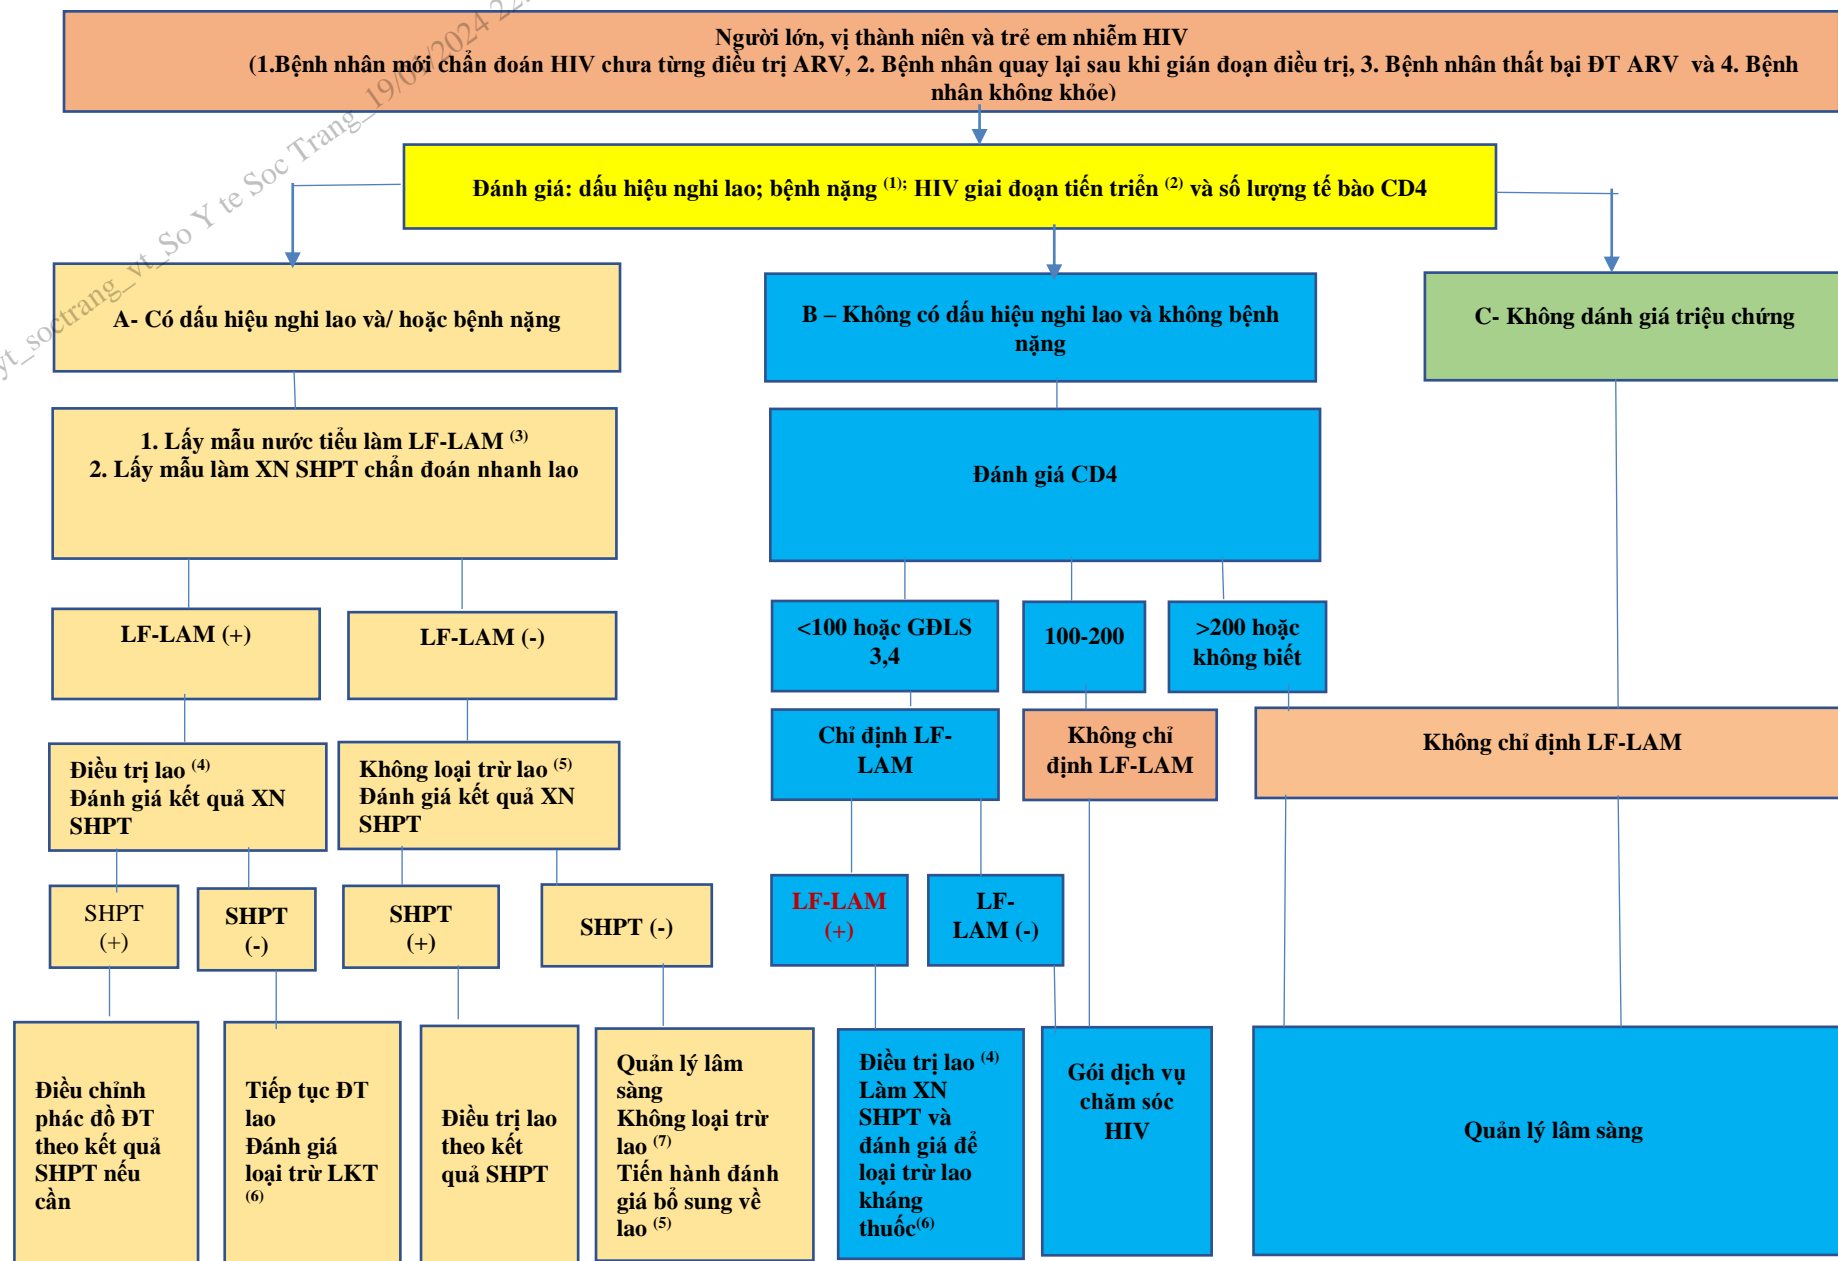 Người lớn, vị thành niên và trẻ em nhiễm HIV
(1.Bệnh nhân mới chẩn đoán HIV chưa từng điều trị ARV, 2. Bệnh nhân quay lại sau khi gián đoạn điều trị, 3. Bệnh nhân thất bại ĐT ARV và 4. Bệnh
nhân không khỏe)
Đánh giá: dấu hiệu nghi lao; bệnh nặng (1); HIV giai đoạn tiến triển (2) và số lượng tế bào CD4
A- Có dấu hiệu nghi lao và/ hoặc bệnh nặng
B – Không có dấu hiệu nghi lao và không bệnh
nặng
C- Không dánh giá triệu chứng
1. Lấy mẫu nước tiểu làm LF-LAM (3)
2. Lấy mẫu làm XN SHPT chẩn đoán nhanh lao
Đánh giá CD4
LF-LAM (+)
LF-LAM (-)
<100 hoặc GĐLS
3,4
100-200
>200 hoặc
không biết
Điều trị lao (4)
Đánh giá kết quả XN
SHPT
Không loại trừ lao (5)
Đánh giá kết quả XN
SHPT
Chỉ định LF-
LAM
Không chỉ
định LF-LAM
Không chỉ định LF-LAM
SHPT
(+)
SHPT
(-)
SHPT
(+)
SHPT (-)
LF-LAM
(+)
LF-
LAM (-)
Điều chỉnh
phác đồ ĐT
theo kết quả
SHPT nếu
cần
Tiếp tục ĐT
lao
Đánh giá
loại trừ LKT
(6)
Điều trị lao
theo kết
quả SHPT
Quản lý lâm
sàng
Không loại trừ
lao (7)
Tiến hành đánh
giá bổ sung về
lao (5)
Điều trị lao (4)
Làm XN
SHPT và
đánh giá để
loại trừ lao
kháng
thuốc(6)
Gói dịch vụ
chăm sóc
HIV
Quản lý lâm sàng
yt_soctrang_vt_So Y te Soc Trang_19/01/2024 22: